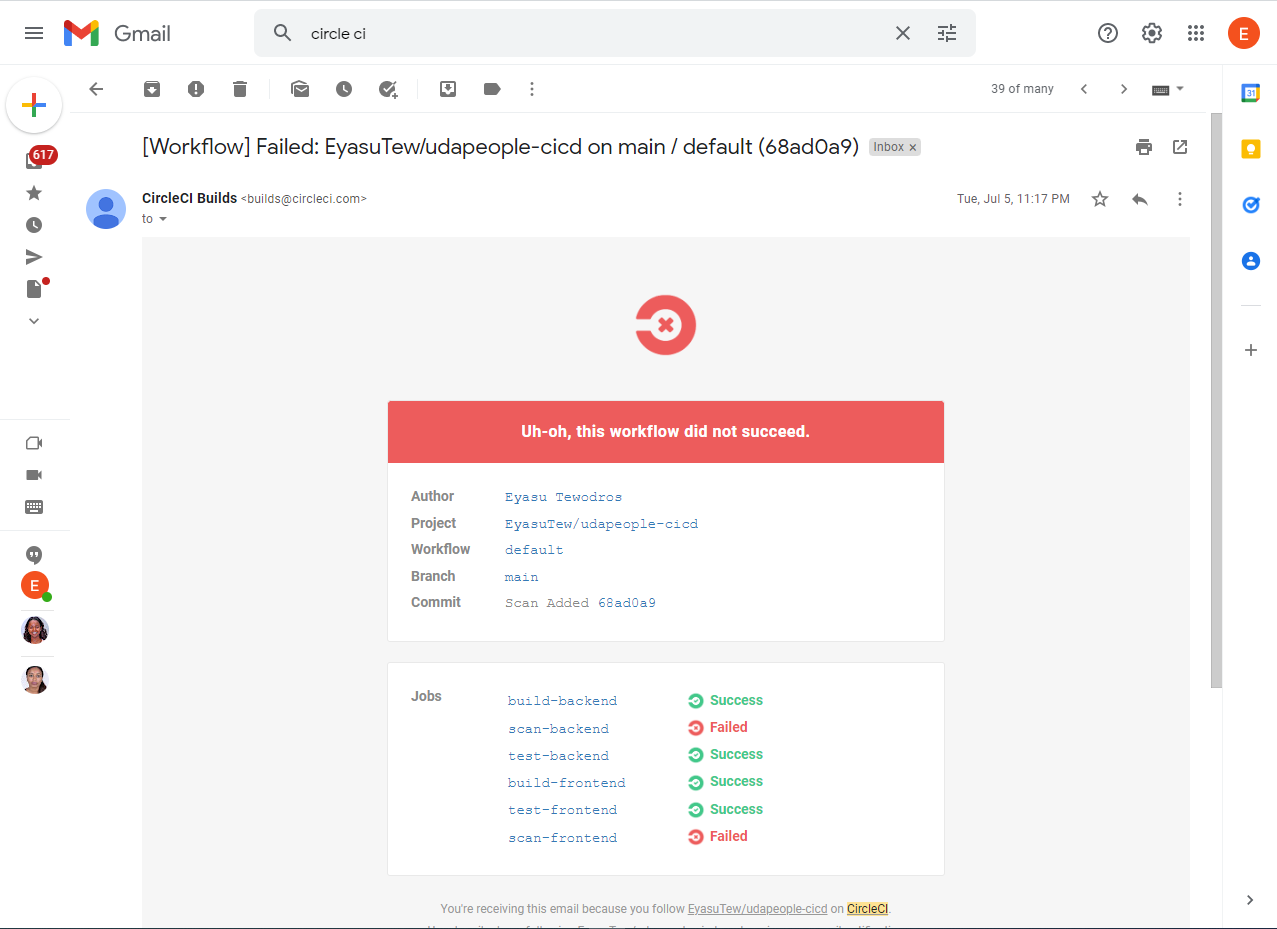 Gmail
circle ci
E
39 of many
31
617
[Workflow] Failed: EyasuTew/udapeople-cicd on main / default (68ad0a9) Inbox ×
CircleCI Builds <builds@circleci.com>
Tue, Jul 5, 11:17 PM
to
Uh-oh, this workflow did not succeed.
Author Eyasu Tewodros
Project EyasuTew/udapeople-cicd
Workflow default
Branch main
Commit Scan Added 68ad0a9
E
Jobs build-backend Success
scan-backend Failed
test-backend Success
build-frontend Success
test-frontend Success
scan-frontend Failed
You're receiving this email because you follow EyasuTew/udapeople-cicd on CircleCI.